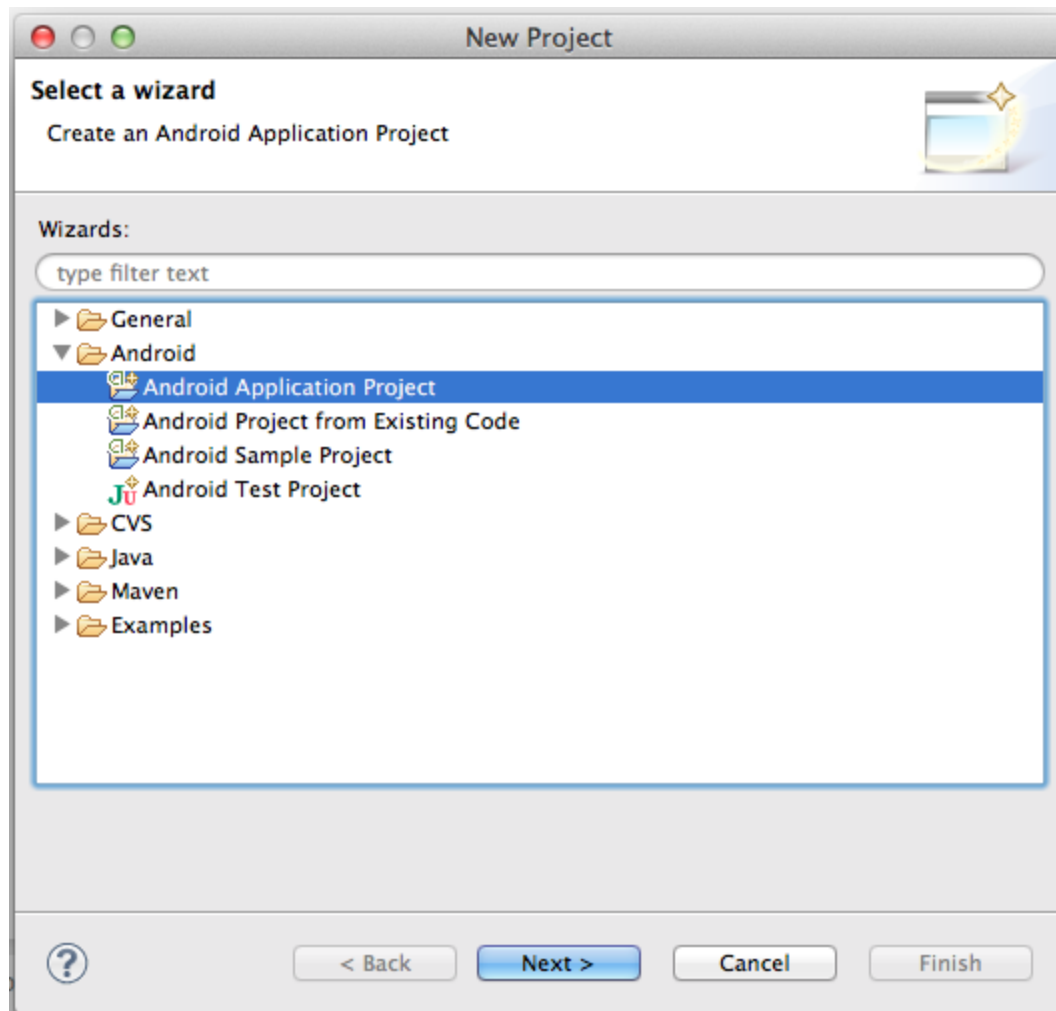 New Project
Select a wizard
Create an Android Application Project
Wizards:
type filter text
General
Android
Android Application Project
Android Project from Existing Code
Android Sample Project
Android Test Project
CVS
Java
Maven
Examples
? < Back Next > Cancel Finish